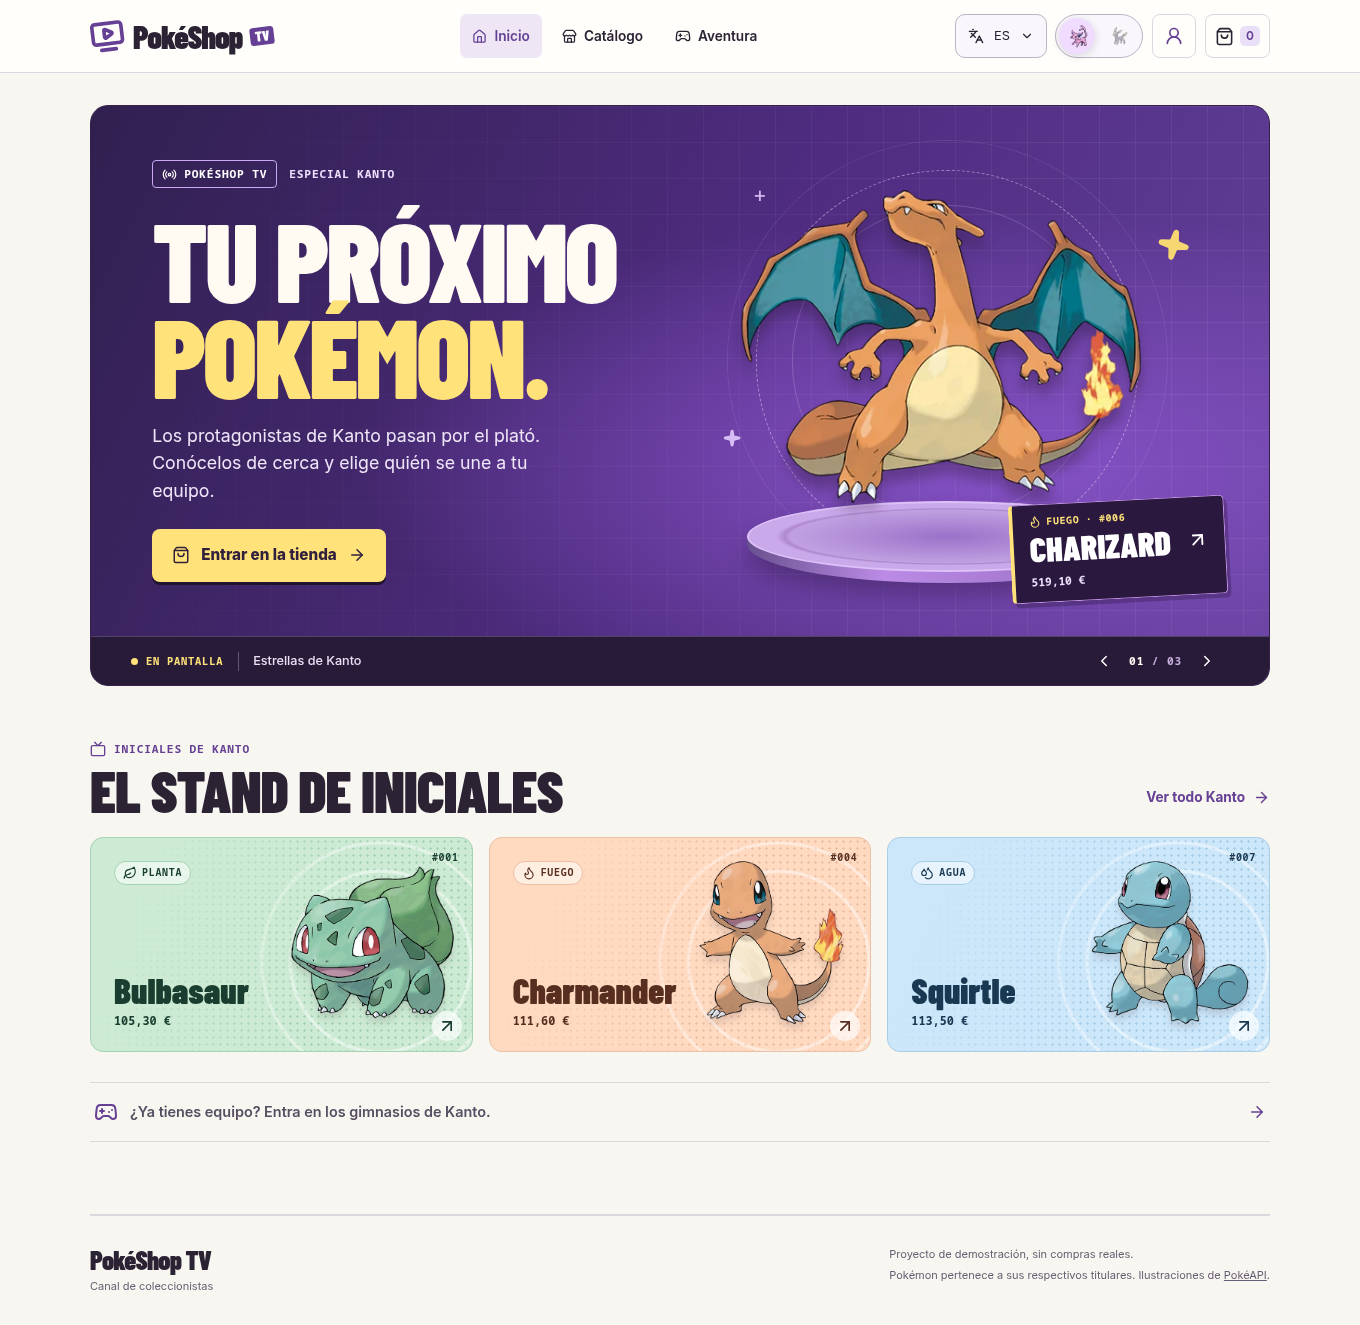 PokéShop TV
Inicio
Catálogo
Aventura
ES
0
POKÉSHOP TV
ESPECIAL KANTO
TU PRÓXIMO
POKÉMON.
Los protagonistas de Kanto pasan por el plató.
Conócelos de cerca y elige quién se une a tu
equipo.
Entrar en la tienda
FUEGO · #006
CHARIZARD
519,10 €
EN PANTALLA
Estrellas de Kanto
01 / 03
INICIALES DE KANTO
EL STAND DE INICIALES
Ver todo Kanto
#001
PLANTA
Bulbasaur
105,30 €
#004
FUEGO
Charmander
111,60 €
#007
AGUA
Squirtle
113,50 €
¿Ya tienes equipo? Entra en los gimnasios de Kanto.
PokéShop TV
Canal de coleccionistas
Proyecto de demostración, sin compras reales.
Pokémon pertenece a sus respectivos titulares. Ilustraciones de PokéAPI.